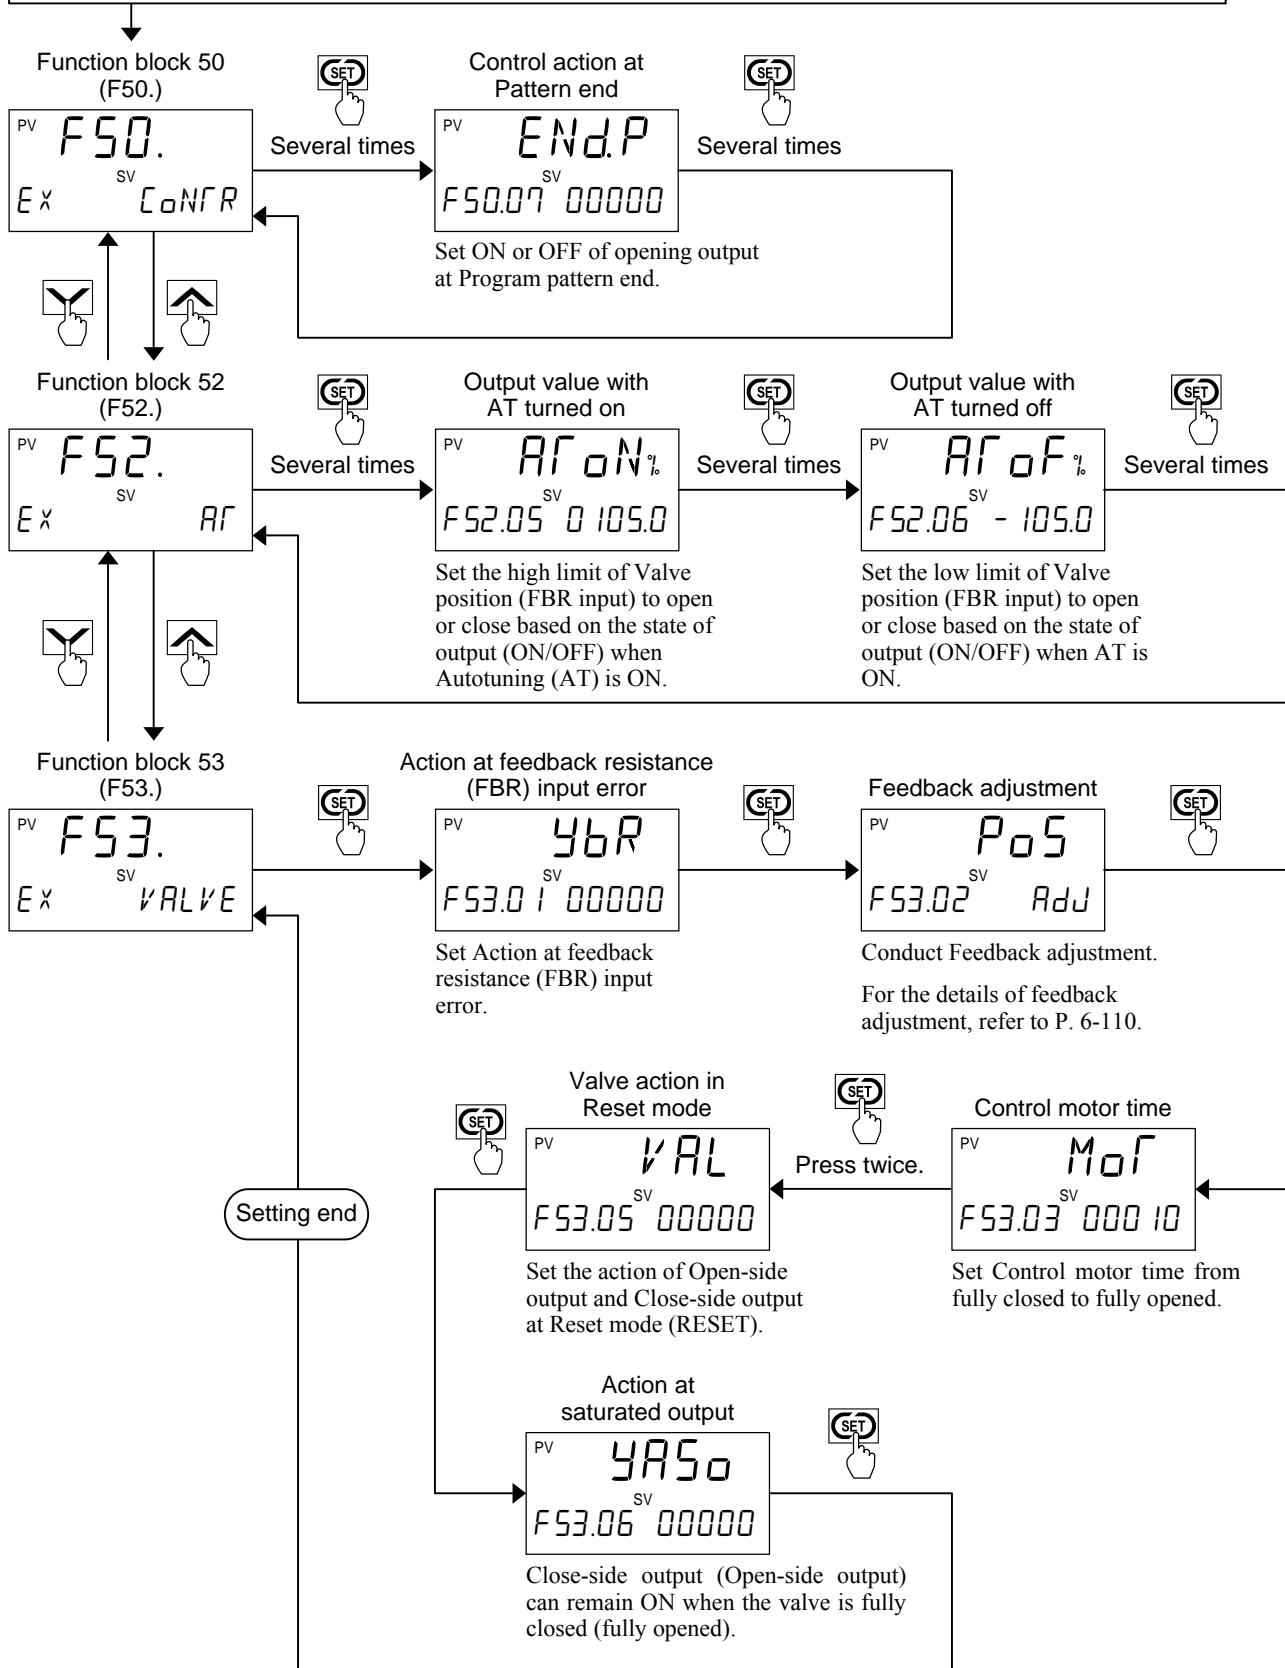 Function block 50
(F50.)
SET
Several times
Control action at
Pattern end
SET
Several times
PV
F50.
SV
EX CoNTR
PV
ENd.P
SV
F50.07 00000
Set ON or OFF of opening output
at Program pattern end.
Function block 52
(F52.)
SET
Several times
Output value with
AT turned on
SET
Several times
Output value with
AT turned off
SET
Several times
PV
F52.
SV
EX AT
PV
AToN%
SV
F52.05 0105.0
PV
AToF%
SV
F52.06 -105.0
Set the high limit of Valve
position (FBR input) to open
or close based on the state of
output (ON/OFF) when
Autotuning (AT) is ON.
Set the low limit of Valve
position (FBR input) to open
or close based on the state of
output (ON/OFF) when AT is
ON.
Function block 53
(F53.)
SET
Action at feedback resistance
(FBR) input error
SET
Feedback adjustment
SET
PV
F53.
SV
EX VALVE
PV
YbR
SV
F53.01 00000
PV
PoS
SV
F53.02 AdJ
Set Action at feedback
resistance (FBR) input
error.
Conduct Feedback adjustment.
For the details of feedback
adjustment, refer to P. 6-110.
SET
Valve action in
Reset mode
SET
Press twice.
Control motor time
PV
VAL
SV
F53.05 00000
PV
MoT
SV
F53.03 00010
Setting end
Set the action of Open-side
output and Close-side output
at Reset mode (RESET).
Set Control motor time from
fully closed to fully opened.
Action at
saturated output
SET
PV
YASo
SV
F53.06 00000
Close-side output (Open-side output)
can remain ON when the valve is fully
closed (fully opened).